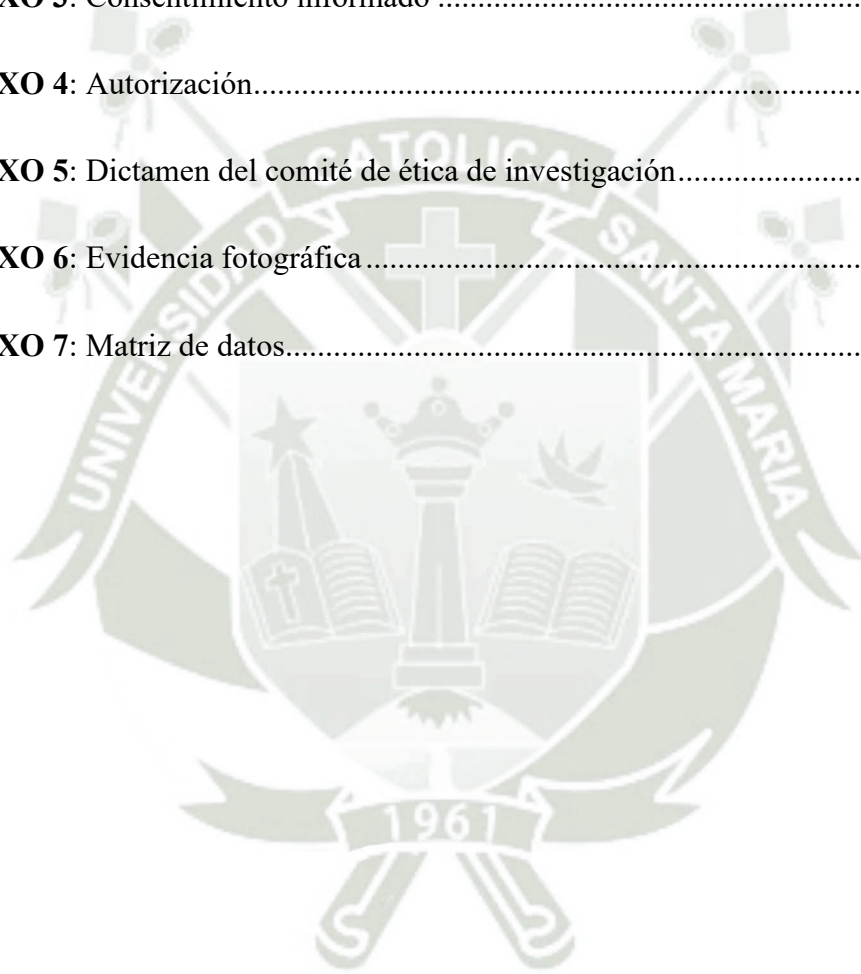 XO 3: Consentimiento informado ........................................................
XO 4: Autorización..............................................................................
XO 5: Dictamen del comité de ética de investigación.......................
XO 6: Evidencia fotográfica................................................................
XO 7: Matriz de datos..........................................................................
UNIVERSIDAD CATOLICA SANTA MARIA
1961